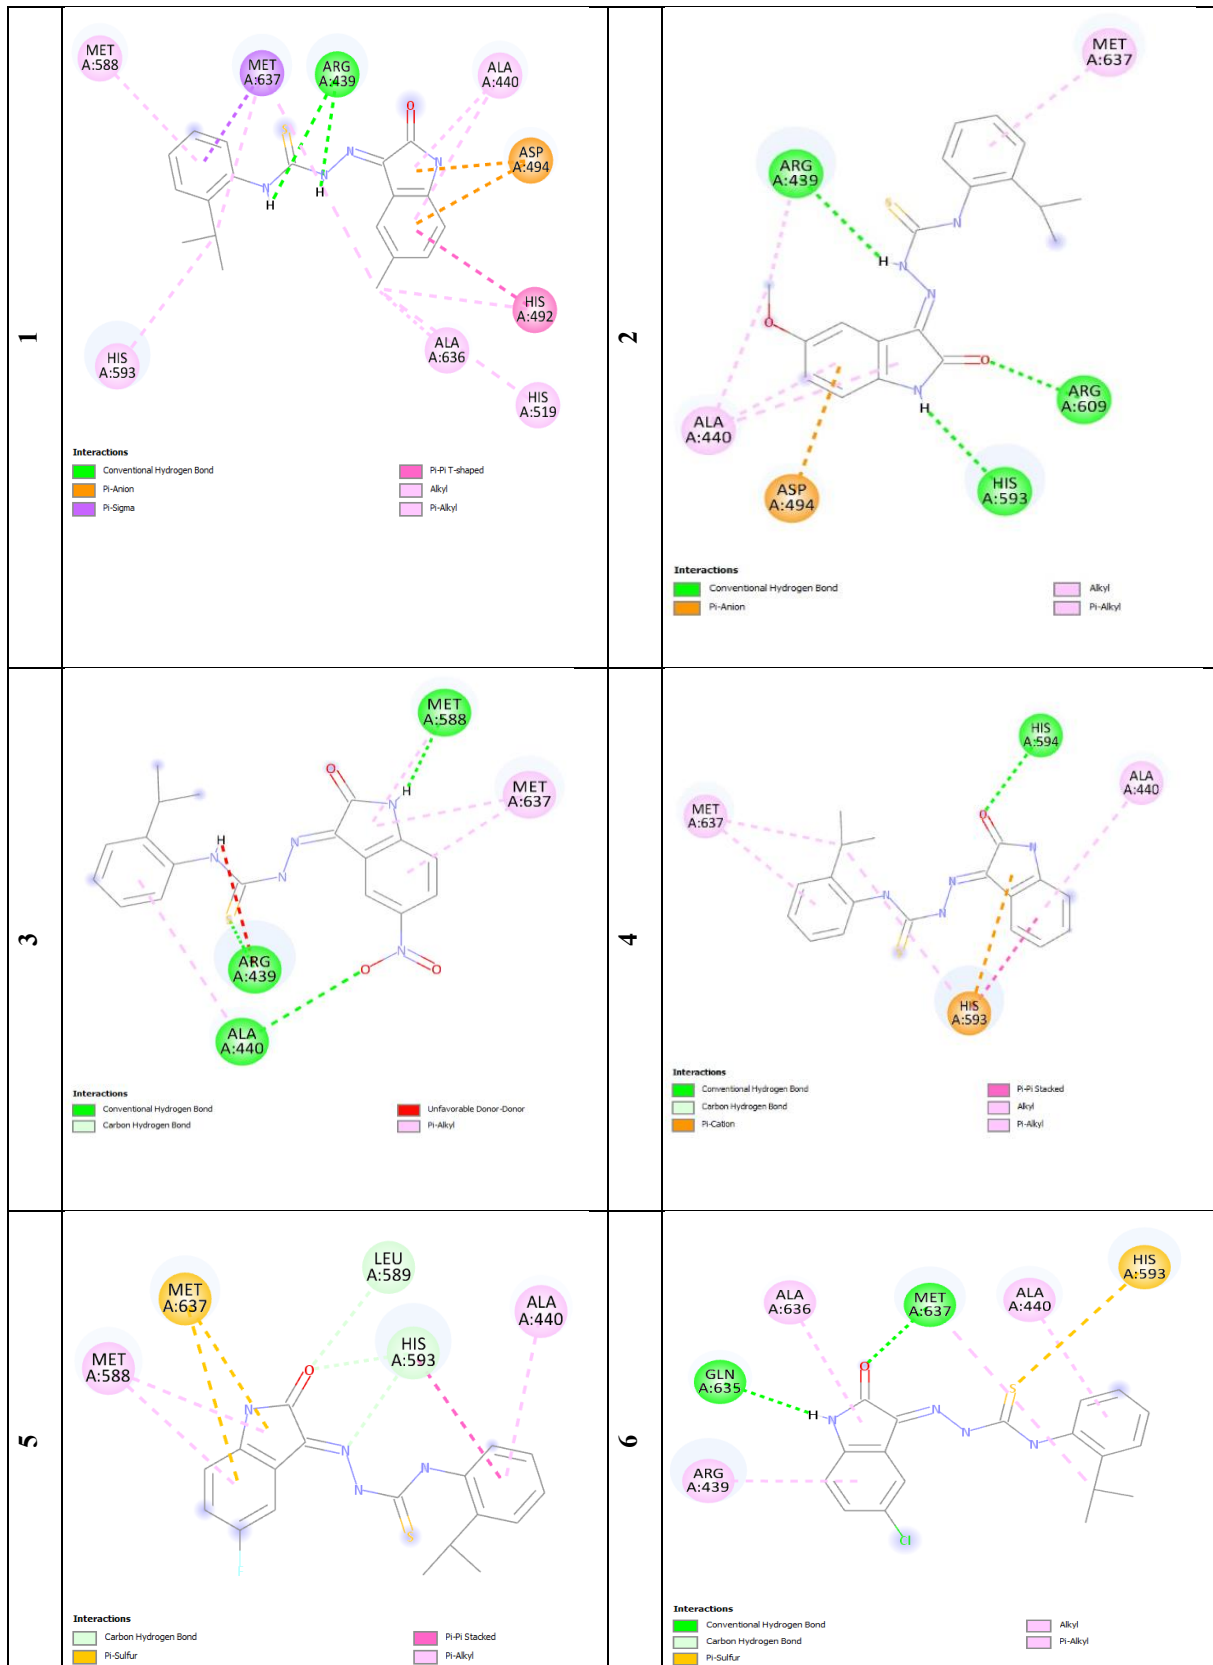 1
MET
A:588
MET
A:637
ARG
A:439
ALA
A:440
O
S
N
N
N
N
H
H
ASP
A:494
HIS
A:492
HIS
A:593
ALA
A:636
HIS
A:519
Interactions
Conventional Hydrogen Bond
Pi-Anion
Pi-Sigma
Pi-Pi T-shaped
Alkyl
Pi-Alkyl
2
MET
A:637
ARG
A:439
S
N
H
N
N
O
O
N
H
ARG
A:609
ALA
A:440
ASP
A:494
HIS
A:593
Interactions
Conventional Hydrogen Bond
Pi-Anion
Alkyl
Pi-Alkyl
3
MET
A:588
O
H
N
MET
A:637
H
N
N
N
S
ARG
A:439
N
O
O
ALA
A:440
Interactions
Conventional Hydrogen Bond
Carbon Hydrogen Bond
Unfavorable Donor-Donor
Pi-Alkyl
4
HIS
A:594
ALA
A:440
MET
A:637
O
N
N
N
N
S
HIS
A:593
Interactions
Conventional Hydrogen Bond
Carbon Hydrogen Bond
Pi-Cation
Pi-Pi Stacked
Alkyl
Pi-Alkyl
5
LEU
A:589
MET
A:637
ALA
A:440
HIS
A:593
MET
A:588
O
N
N
N
N
S
F
Interactions
Carbon Hydrogen Bond
Pi-Sulfur
Pi-Pi Stacked
Pi-Alkyl
6
HIS
A:593
ALA
A:636
MET
A:637
ALA
A:440
GLN
A:635
O
S
H
N
N
N
N
ARG
A:439
Cl
Interactions
Conventional Hydrogen Bond
Carbon Hydrogen Bond
Pi-Sulfur
Alkyl
Pi-Alkyl